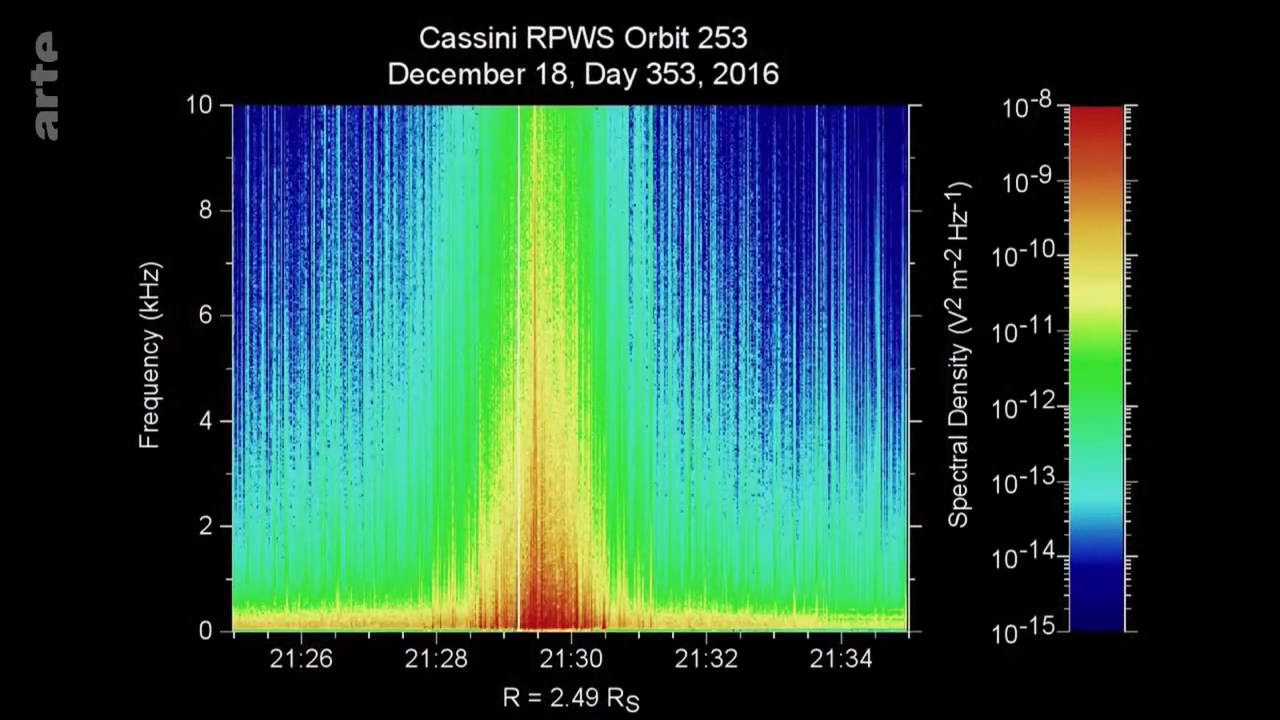 arte
Cassini RPWS Orbit 253
December 18, Day 353, 2016
Frequency (kHz)
10
8
6
4
2
0
21:26 21:28 21:30 21:32 21:34
R = 2.49 R_S
Spectral Density (V² m⁻² Hz⁻¹)
10⁻⁸
10⁻⁹
10⁻¹⁰
10⁻¹¹
10⁻¹²
10⁻¹³
10⁻¹⁴
10⁻¹⁵